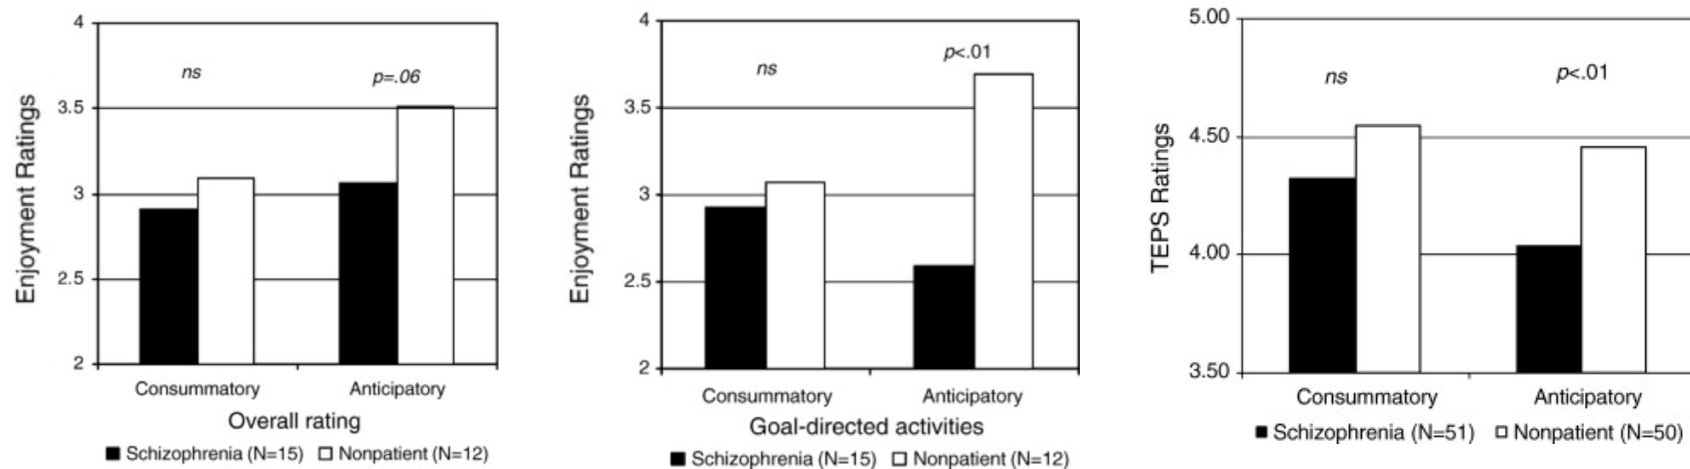 4
3.5
3
2.5
2
Enjoyment Ratings
ns
p=.06
Consummatory
Anticipatory
Overall rating
Schizophrenia (N=15) Nonpatient (N=12)
4
3.5
3
2.5
2
Enjoyment Ratings
ns
p<.01
Consummatory
Anticipatory
Goal-directed activities
Schizophrenia (N=15) Nonpatient (N=12)
5.00
4.50
4.00
3.50
TEPS Ratings
ns
p<.01
Consummatory
Anticipatory
Schizophrenia (N=51) Nonpatient (N=50)